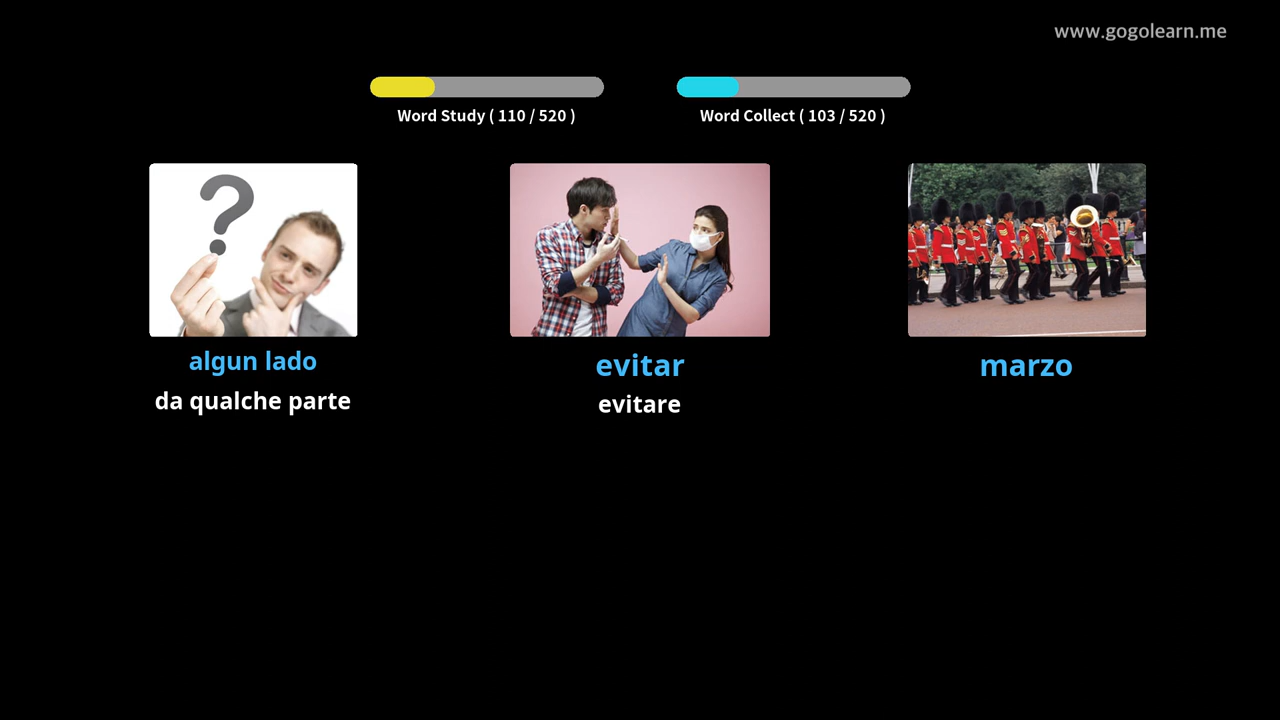 www.gogolearn.me
Word Study ( 110 / 520 )
Word Collect ( 103 / 520 )
algun lado
da qualche parte
evitar
evitare
marzo